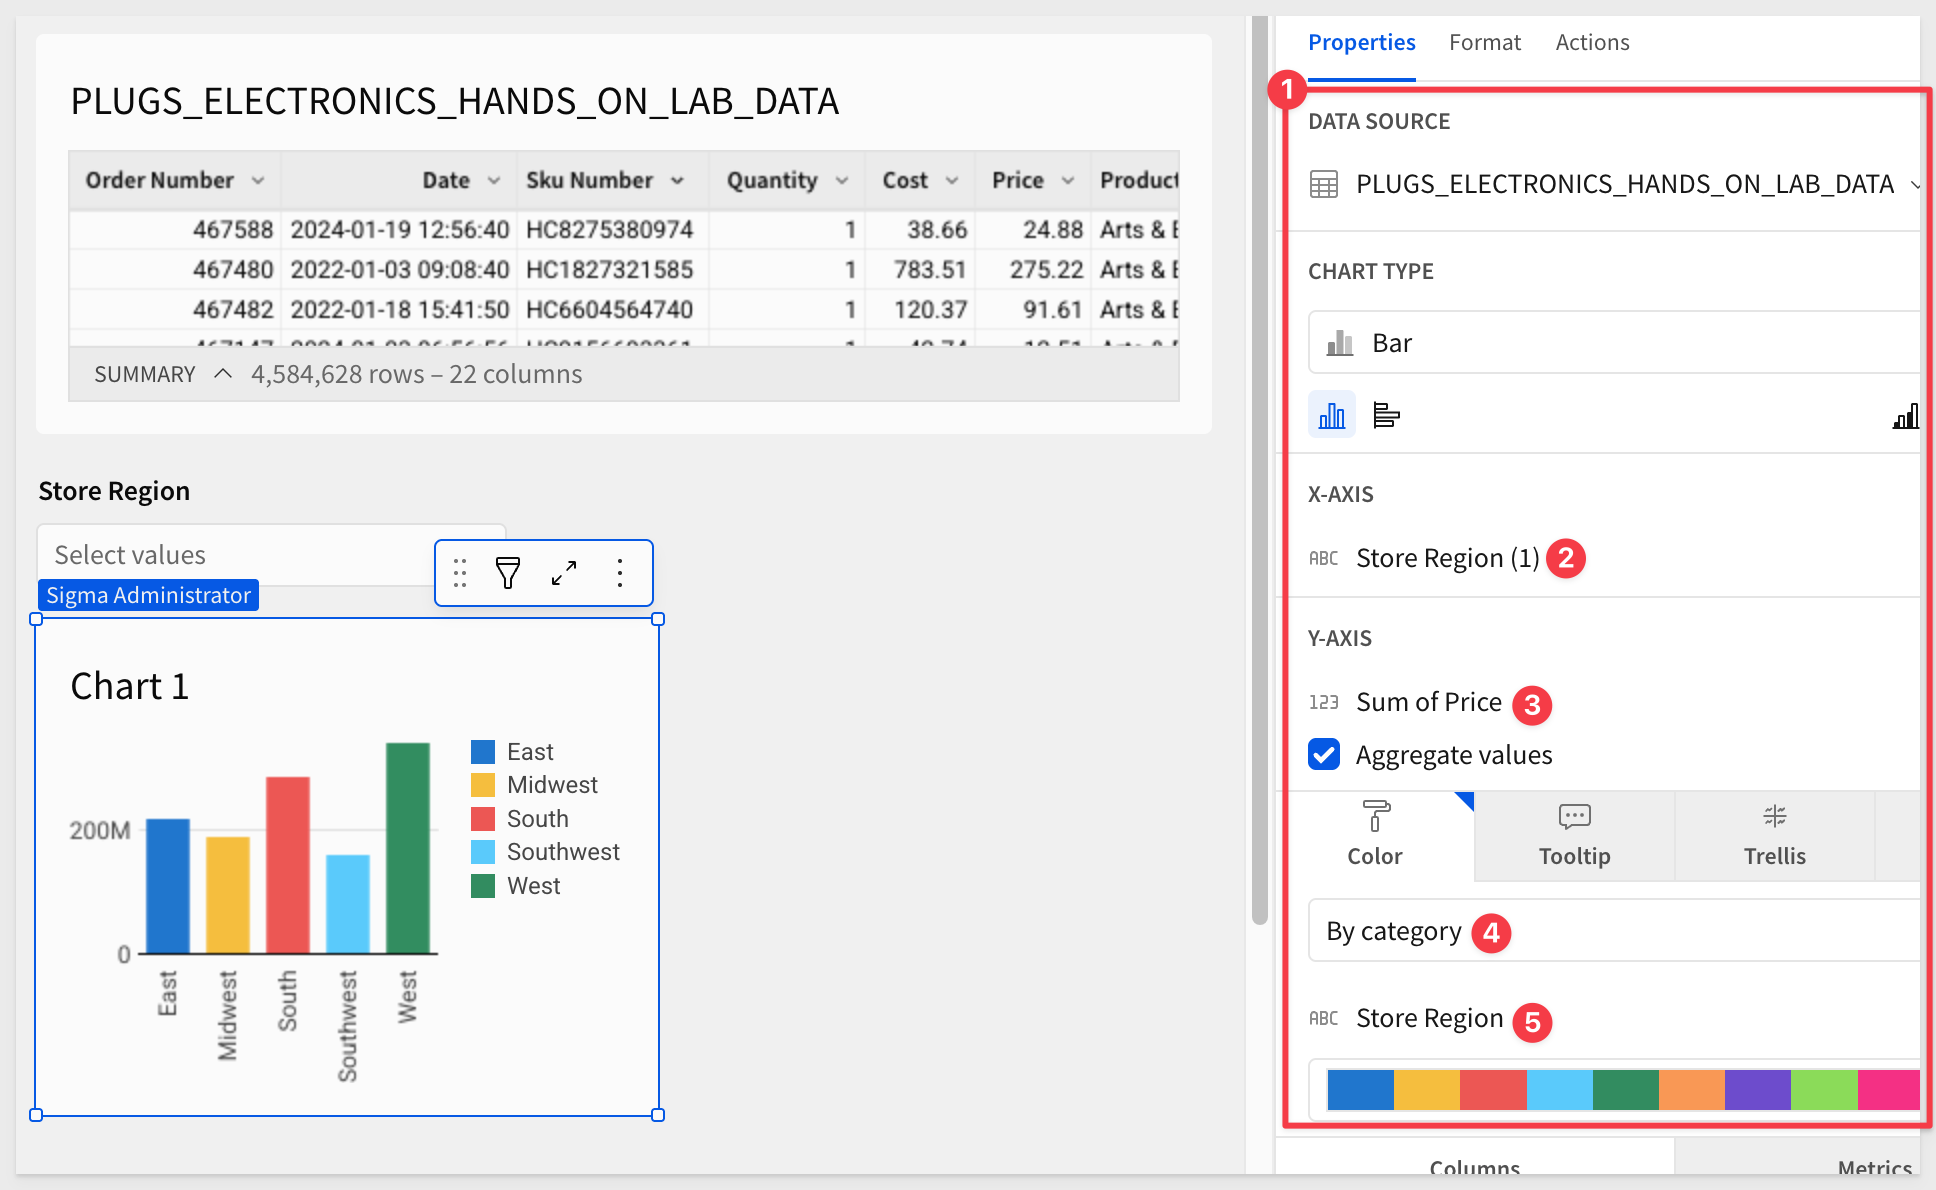 PLUGS_ELECTRONICS_HANDS_ON_LAB_DATA
Order Number Date Sku Number Quantity Cost Price Product
467588 2024-01-19 12:56:40 HC8275380974 1 38.66 24.88 Arts &
467480 2022-01-03 09:08:40 HC1827321585 1 783.51 275.22 Arts &
467482 2022-01-18 15:41:50 HC6604564740 1 120.37 91.61 Arts &
SUMMARY 4,584,628 rows – 22 columns
Store Region
Select values
Sigma Administrator
Chart 1
200M
0
East
Midwest
South
Southwest
West
East
Midwest
South
Southwest
West
Properties Format Actions
1
DATA SOURCE
PLUGS_ELECTRONICS_HANDS_ON_LAB_DATA
CHART TYPE
Bar
X-AXIS
ABC Store Region (1) 2
Y-AXIS
123 Sum of Price 3
Aggregate values
Color Tooltip Trellis
By category 4
ABC Store Region 5
Columns Metrics